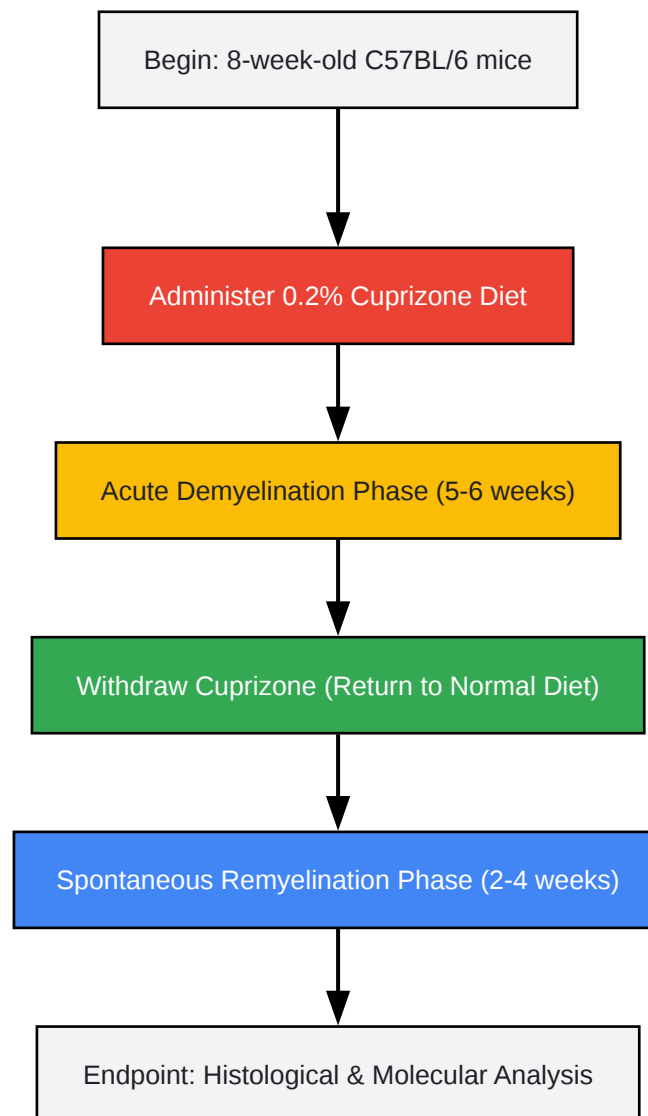 Begin: 8-week-old C57BL/6 mice
Administer 0.2% Cuprizone Diet
Acute Demyelination Phase (5-6 weeks)
Withdraw Cuprizone (Return to Normal Diet)
Spontaneous Remyelination Phase (2-4 weeks)
Endpoint: Histological & Molecular Analysis